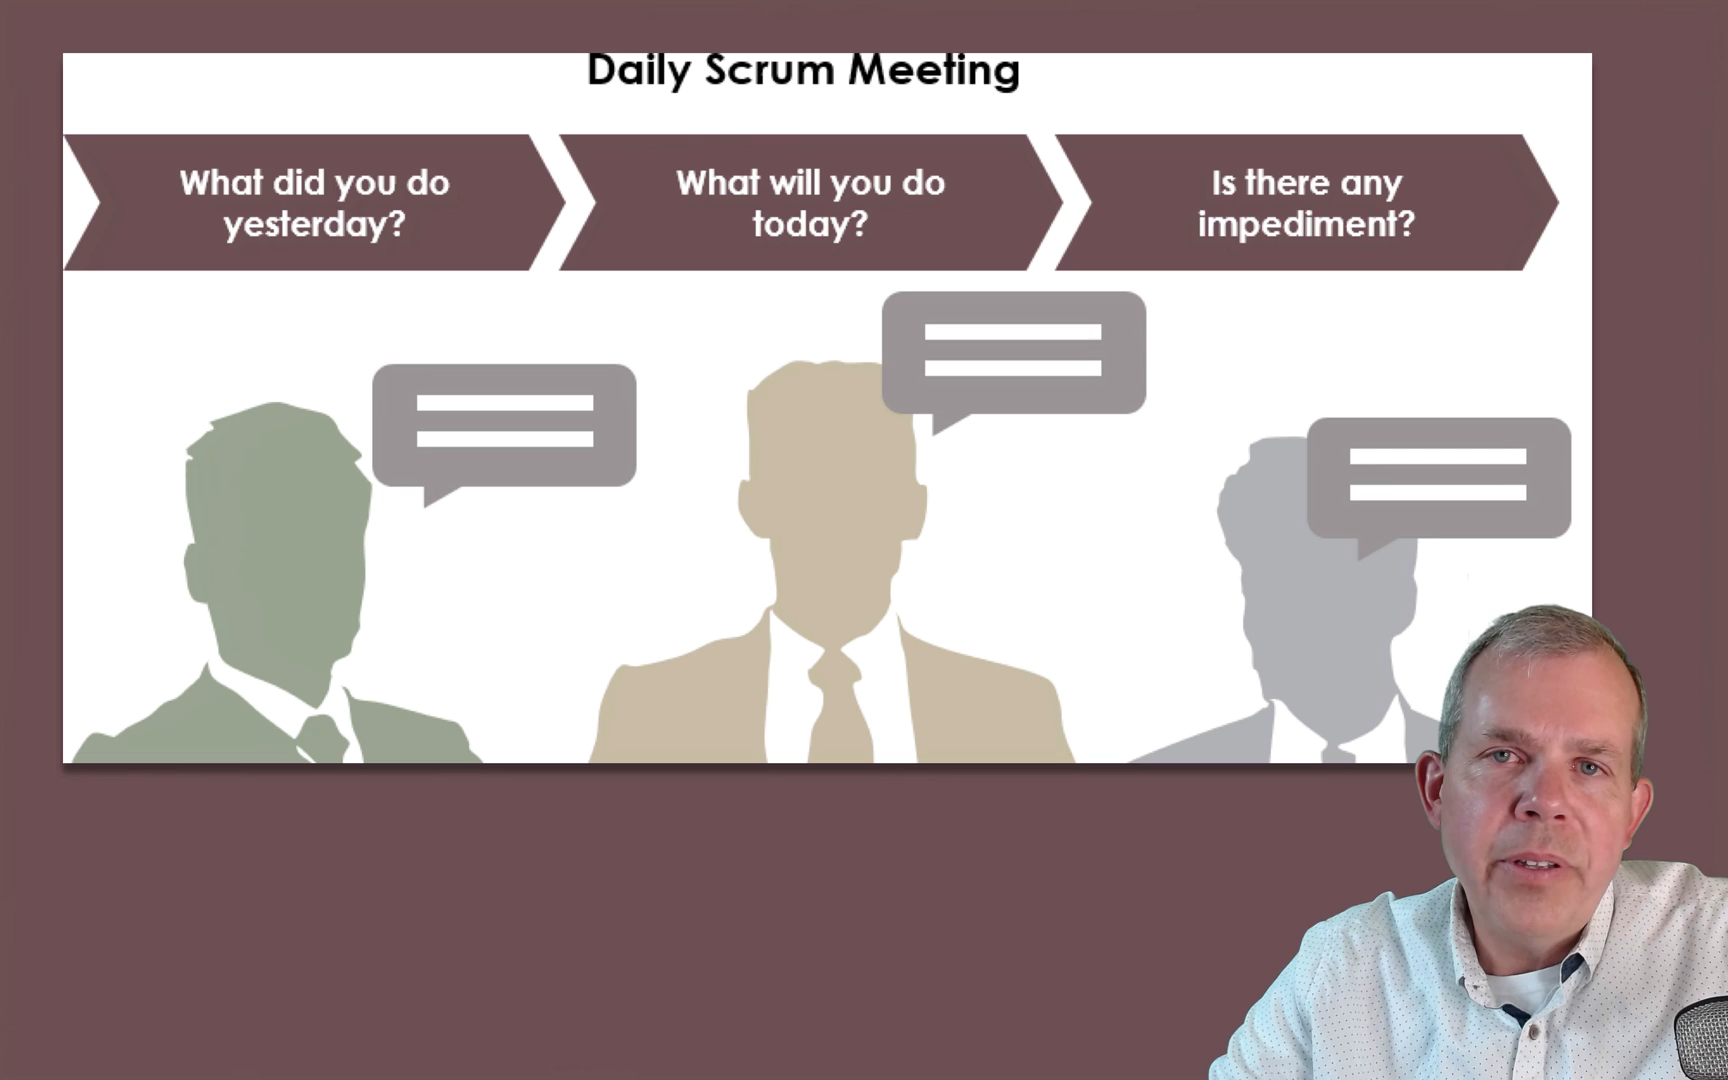 Daily Scrum Meeting
What did you do
yesterday?
What will you do
today?
Is there any
impediment?